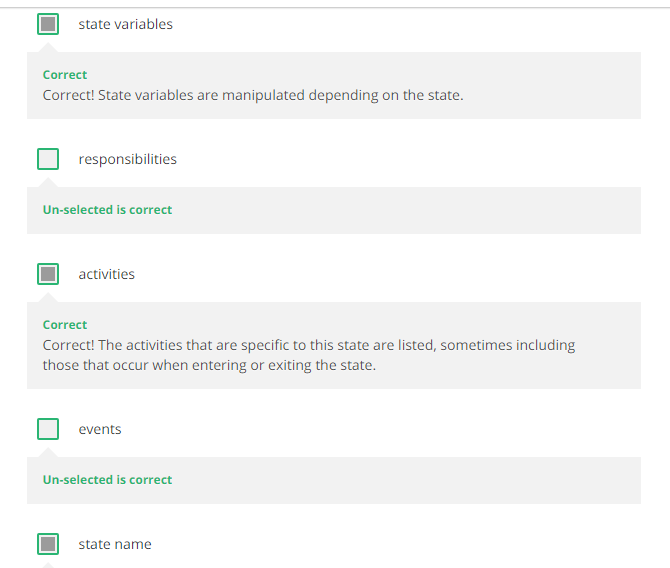 state variables
Correct
Correct! State variables are manipulated depending on the state.
responsibilities
Un-selected is correct
activities
Correct
Correct! The activities that are specific to this state are listed, sometimes including
those that occur when entering or exiting the state.
events
Un-selected is correct
state name